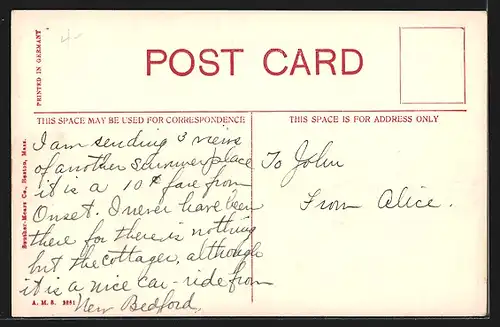 4-
PRINTED IN GERMANY
POST CARD
THIS SPACE MAY BE USED FOR CORRESPONDENCE
THIS SPACE IS FOR ADDRESS ONLY
I am sending 3 views
of another summer place
it is a 10¢ fare from
Onset. I never have been
there for there is nothing
but the cottages, although
it is a nice car-ride from
New Bedford,
To John
From Alice.
Co., Boston, Mass.
A. M. S.